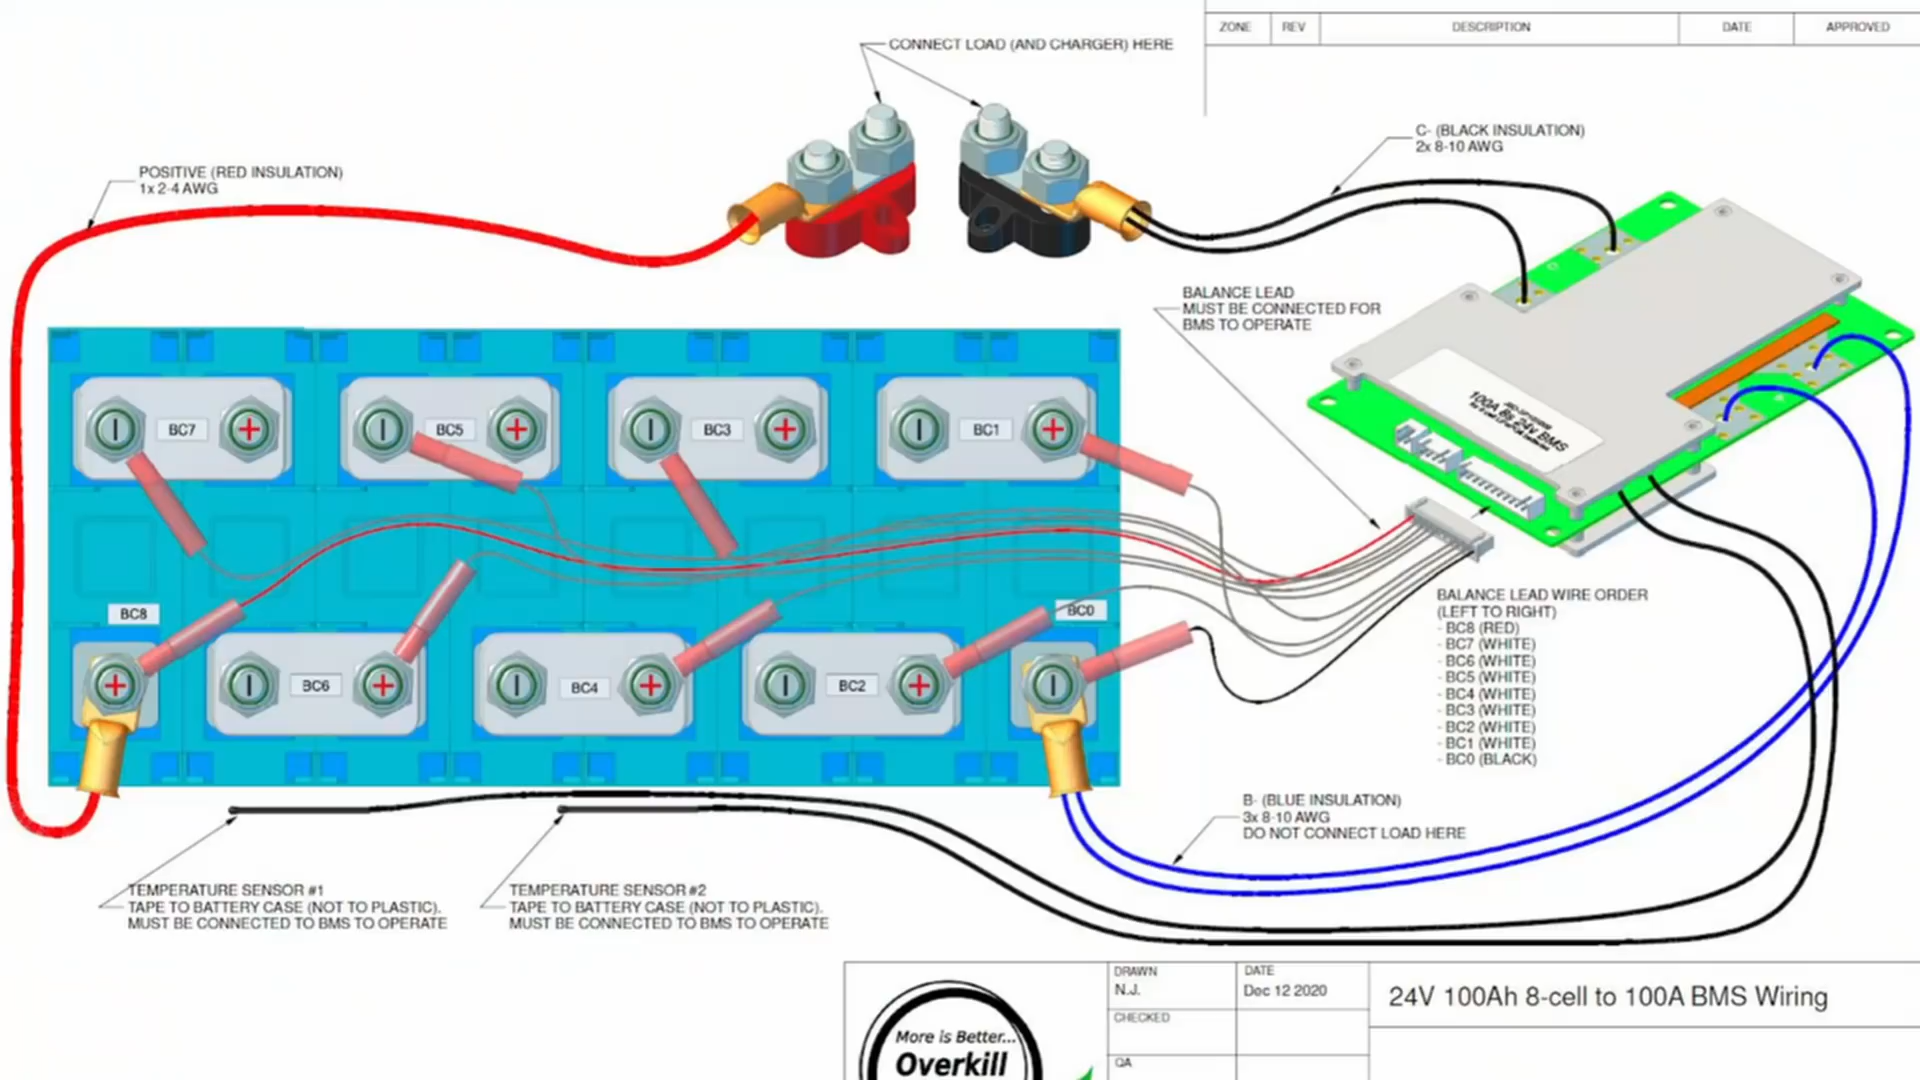 ZONE
REV
DESCRIPTION
DATE
APPROVED
CONNECT LOAD (AND CHARGER) HERE
C- (BLACK INSULATION)
2x 8-10 AWG
POSITIVE (RED INSULATION)
1x 2-4 AWG
BALANCE LEAD
MUST BE CONNECTED FOR
BMS TO OPERATE
100A 8s 24v BMS
BC7
BC5
BC3
BC1
BC8
BC0
BC6
BC4
BC2
BALANCE LEAD WIRE ORDER
(LEFT TO RIGHT)
- BC8 (RED)
- BC7 (WHITE)
- BC6 (WHITE)
- BC5 (WHITE)
- BC4 (WHITE)
- BC3 (WHITE)
- BC2 (WHITE)
- BC1 (WHITE)
- BC0 (BLACK)
B- (BLUE INSULATION)
3x 8-10 AWG
DO NOT CONNECT LOAD HERE
TEMPERATURE SENSOR #1
TAPE TO BATTERY CASE (NOT TO PLASTIC).
MUST BE CONNECTED TO BMS TO OPERATE
TEMPERATURE SENSOR #2
TAPE TO BATTERY CASE (NOT TO PLASTIC).
MUST BE CONNECTED TO BMS TO OPERATE
More is Better...
Overkill
DRAWN
N.J.
DATE
Dec 12 2020
CHECKED
QA
24V 100Ah 8-cell to 100A BMS Wiring